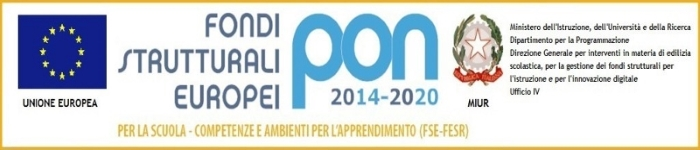 UNIONE EUROPEA
FONDI
STRUTTURALI
EUROPEI
pon
2014-2020
MIUR
Ministero dell'Istruzione, dell'Università e della Ricerca
Dipartimento per la Programmazione
Direzione Generale per interventi in materia di edilizia
scolastica, per la gestione dei fondi strutturali per
l'istruzione e per l'innovazione digitale
Ufficio IV
PER LA SCUOLA - COMPETENZE E AMBIENTI PER L'APPRENDIMENTO (FSE-FESR)